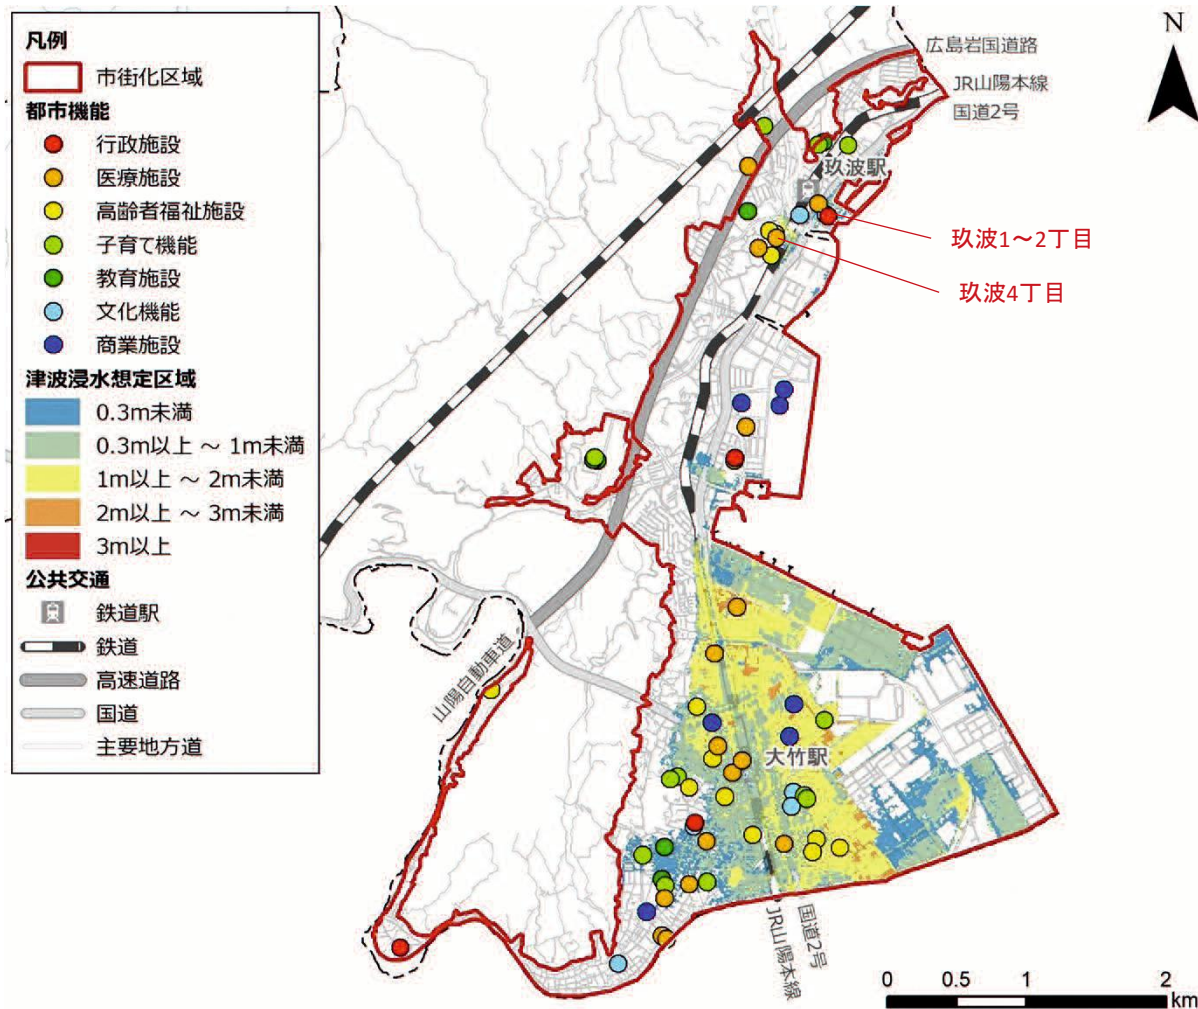 凡例
市街化区域
都市機能
行政施設
医療施設
高齢者福祉施設
子育て機能
教育施設
文化機能
商業施設
津波浸水想定区域
0.3m未満
0.3m以上 ～ 1m未満
1m以上 ～ 2m未満
2m以上 ～ 3m未満
3m以上
公共交通
鉄道駅
鉄道
高速道路
国道
主要地方道
N
広島岩国道路
JR山陽本線
国道2号
玖波駅
玖波1～2丁目
玖波4丁目
山陽自動車道
大竹駅
国道2号
JR山陽本線
0 0.5 1 2
km